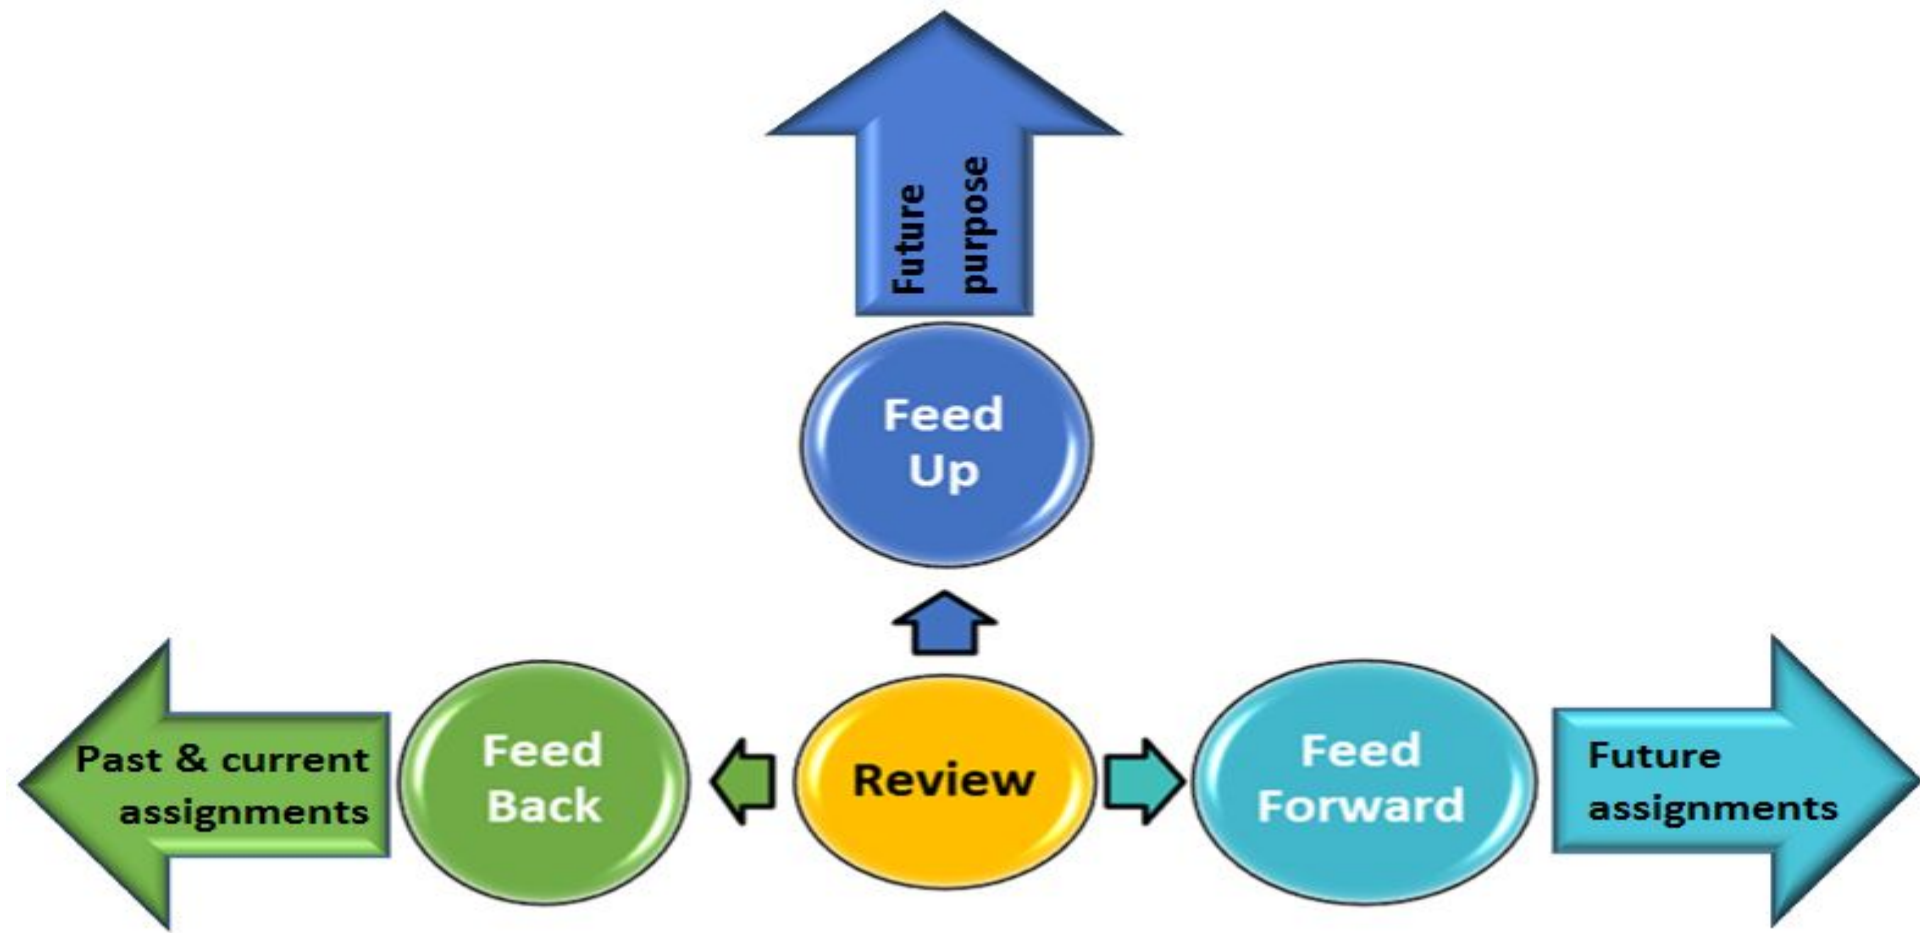 Future
purpose
Feed
Up
Past & current
assignments
Feed
Back
Review
Feed
Forward
Future
assignments